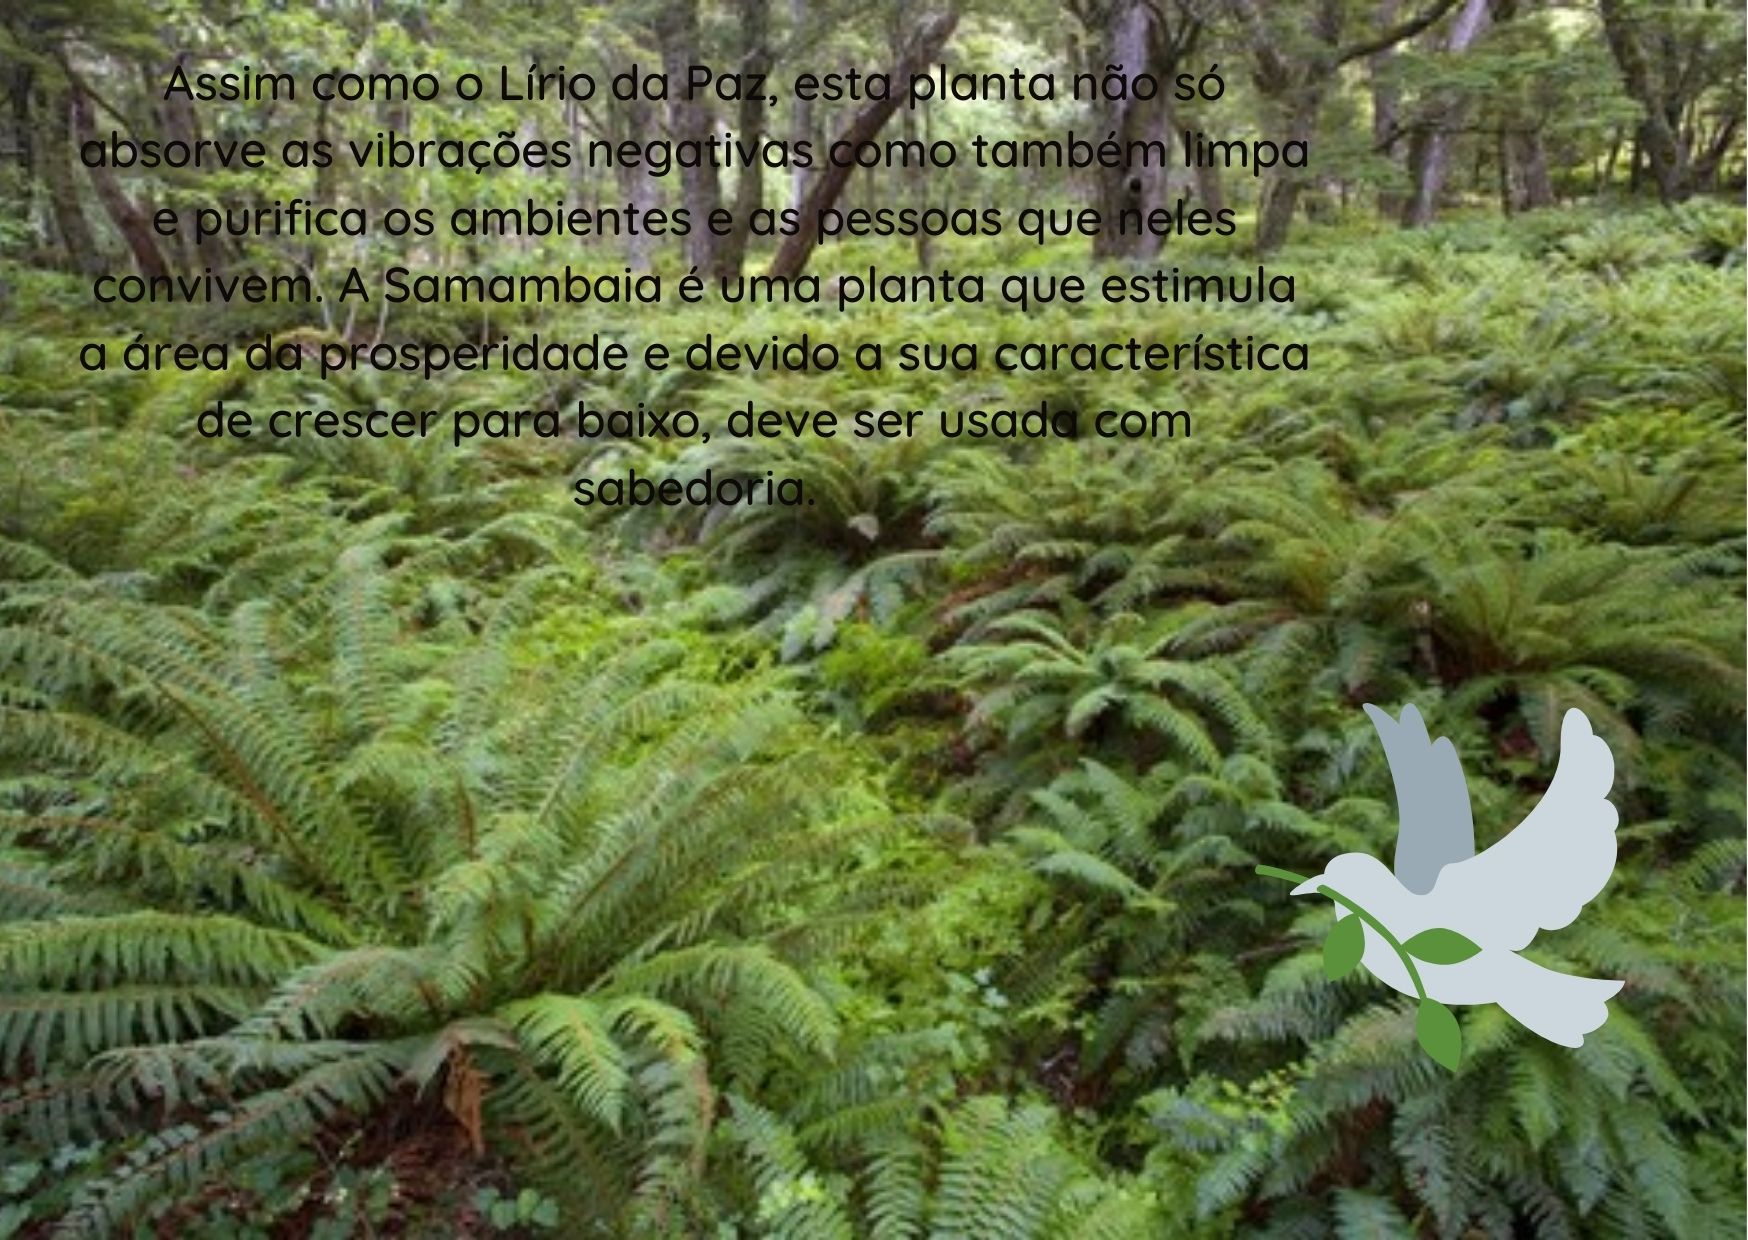 Assim como o Lírio da Paz, esta planta não só
absorve as vibrações negativas como também limpa
e purifica os ambientes e as pessoas que neles
convivem. A Samambaia é uma planta que estimula
a área da prosperidade e devido a sua característica
de crescer para baixo, deve ser usada com
sabedoria.